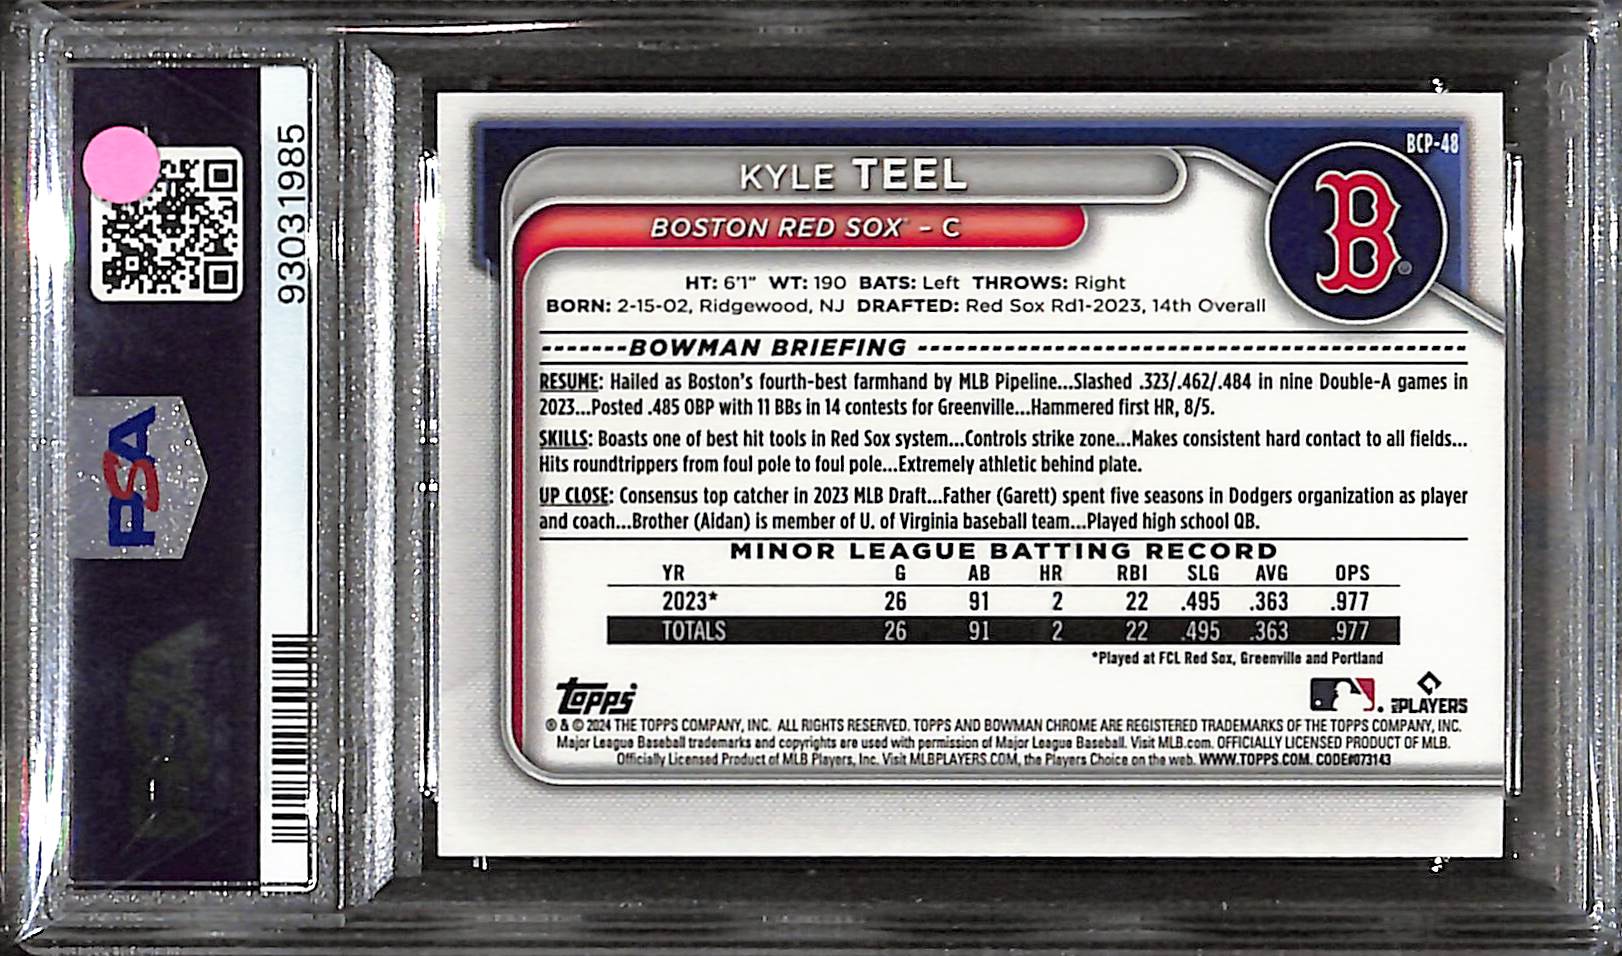 93031985
PSA
BCP-48
KYLE TEEL
BOSTON RED SOX - C
B
HT: 6'1" WT: 190 BATS: Left THROWS: Right
BORN: 2-15-02, Ridgewood, NJ DRAFTED: Red Sox Rd1-2023, 14th Overall
BOWMAN BRIEFING
RESUME: Hailed as Boston's fourth-best farmhand by MLB Pipeline...Slashed .323/.462/.484 in nine Double-A games in
2023...Posted .485 OBP with 11 BBs in 14 contests for Greenville...Hammered first HR, 8/5.
SKILLS: Boasts one of best hit tools in Red Sox system...Controls strike zone...Makes consistent hard contact to all fields...
Hits roundtrippers from foul pole to foul pole...Extremely athletic behind plate.
UP CLOSE: Consensus top catcher in 2023 MLB Draft...Father (Garett) spent five seasons in Dodgers organization as player
and coach...Brother (Aidan) is member of U. of Virginia baseball team...Played high school QB.
MINOR LEAGUE BATTING RECORD
YR G AB HR RBI SLG AVG OPS
2023* 26 91 2 22 .495 .363 .977
TOTALS 26 91 2 22 .495 .363 .977
*Played at FCL Red Sox, Greenville and Portland
topps
MLB PLAYERS
® & © 2024 THE TOPPS COMPANY, INC. ALL RIGHTS RESERVED. TOPPS AND BOWMAN CHROME ARE REGISTERED TRADEMARKS OF THE TOPPS COMPANY, INC.
Major League Baseball trademarks and copyrights are used with permission of Major League Baseball. Visit MLB.com. OFFICIALLY LICENSED PRODUCT OF MLB.
Officially Licensed Product of MLB Players, Inc. Visit MLBPLAYERS.COM, the Players Choice on the web. WWW.TOPPS.COM. CODE#073143